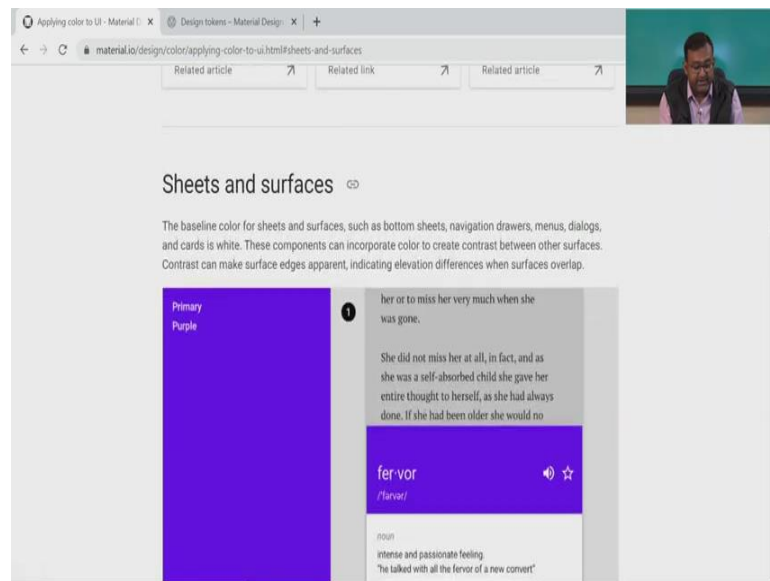 Applying color to UI - Material D
Design tokens – Material Design
material.io/design/color/applying-color-to-ui.html#sheets-and-surfaces
Related article
Related link
Related article
Sheets and surfaces
The baseline color for sheets and surfaces, such as bottom sheets, navigation drawers, menus, dialogs,
and cards is white. These components can incorporate color to create contrast between other surfaces.
Contrast can make surface edges apparent, indicating elevation differences when surfaces overlap.
Primary
Purple
1
her or to miss her very much when she
was gone.
She did not miss her at all, in fact, and as
she was a self-absorbed child she gave her
entire thought to herself, as she had always
done. If she had been older she would no
fer·vor
/'fərvər/
noun
intense and passionate feeling.
"he talked with all the fervor of a new convert"